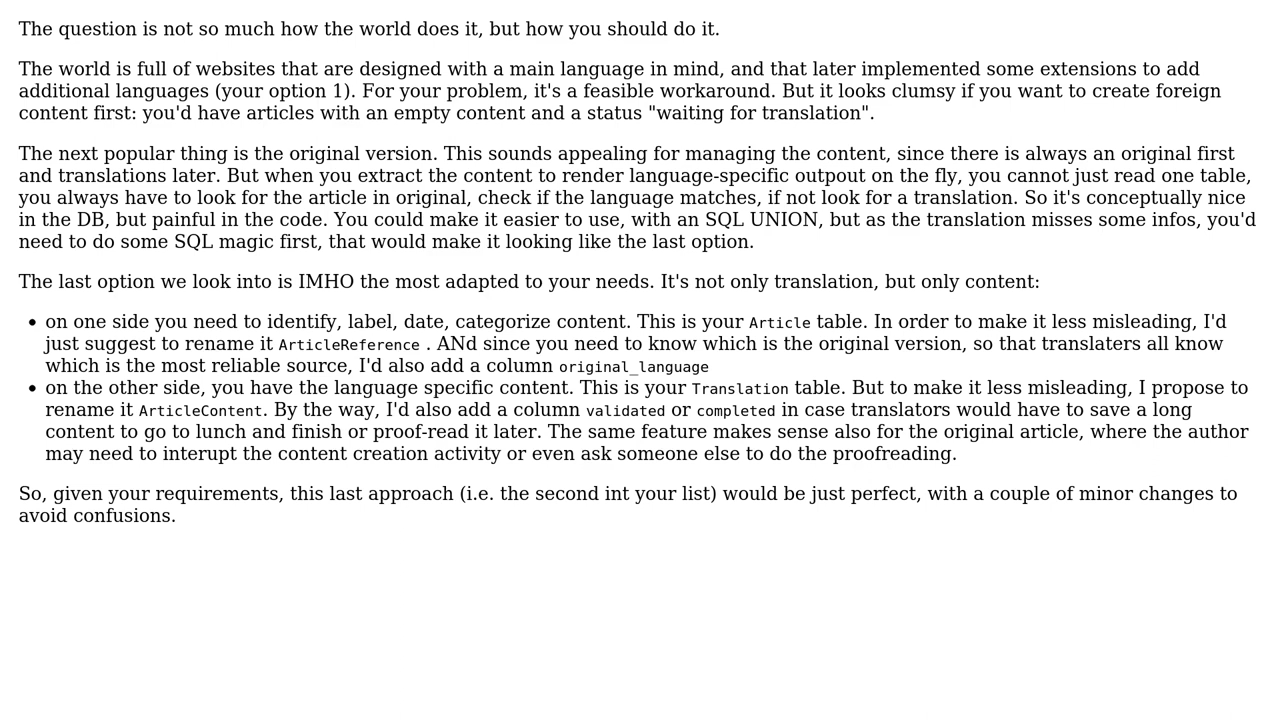 The question is not so much how the world does it, but how you should do it.
The world is full of websites that are designed with a main language in mind, and that later implemented some extensions to add
additional languages (your option 1). For your problem, it's a feasible workaround. But it looks clumsy if you want to create foreign
content first: you'd have articles with an empty content and a status "waiting for translation".
The next popular thing is the original version. This sounds appealing for managing the content, since there is always an original first
and translations later. But when you extract the content to render language-specific outpout on the fly, you cannot just read one table,
you always have to look for the article in original, check if the language matches, if not look for a translation. So it's conceptually nice
in the DB, but painful in the code. You could make it easier to use, with an SQL UNION, but as the translation misses some infos, you'd
need to do some SQL magic first, that would make it looking like the last option.
The last option we look into is IMHO the most adapted to your needs. It's not only translation, but only content:
• on one side you need to identify, label, date, categorize content. This is your Article table. In order to make it less misleading, I'd
just suggest to rename it ArticleReference . ANd since you need to know which is the original version, so that translaters all know
which is the most reliable source, I'd also add a column original_language
• on the other side, you have the language specific content. This is your Translation table. But to make it less misleading, I propose to
rename it ArticleContent. By the way, I'd also add a column validated or completed in case translators would have to save a long
content to go to lunch and finish or proof-read it later. The same feature makes sense also for the original article, where the author
may need to interupt the content creation activity or even ask someone else to do the proofreading.
So, given your requirements, this last approach (i.e. the second int your list) would be just perfect, with a couple of minor changes to
avoid confusions.